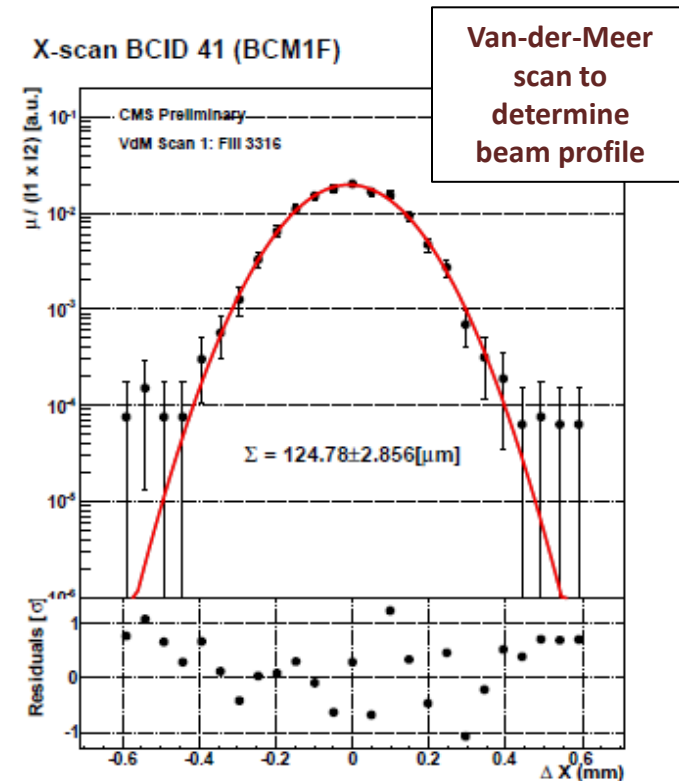 X-scan BCID 41 (BCM1F)
Van-der-Meer
scan to
determine
beam profile
μ / (I1 x I2) [a.u.]
CMS Preliminary
VdM Scan 1: Fill 3316
10⁻¹
10⁻²
10⁻³
10⁻⁴
10⁻⁵
10⁻⁶
Σ = 124.78±2.856[μm]
Residuals [σ]
1
0
-1
-0.6 -0.4 -0.2 0 0.2 0.4 0.6
Δ X (mm)